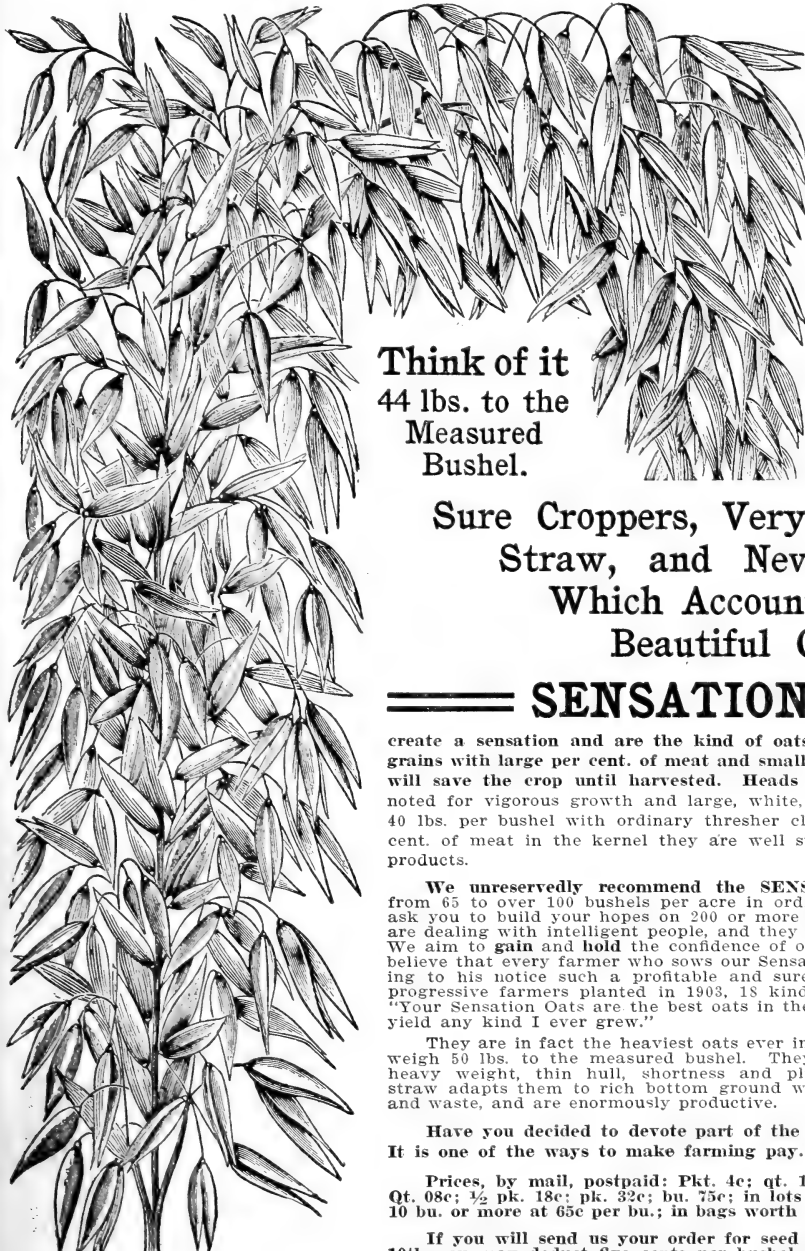 Think of it
44 lbs. to the
Measured
Bushel.
Sure Croppers, Very
Straw, and Nev
Which Accoun
Beautiful
SENSATION
create a sensation and are the kind of oats
grains with large per cent. of meat and small
will save the crop until harvested. Heads
noted for vigorous growth and large, white,
40 lbs. per bushel with ordinary thresher cl
cent. of meat in the kernel they are well s
products.
We unreservedly recommend the SENS
from 65 to over 100 bushels per acre in ord
ask you to build your hopes on 200 or more
are dealing with intelligent people, and they
We aim to gain and hold the confidence of o
believe that every farmer who sows our Sensa
ing to his notice such a profitable and sure
progressive farmers planted in 1903, 18 kind
"Your Sensation Oats are the best oats in the
yield any kind I ever grew."
They are in fact the heaviest oats ever in
weigh 50 lbs. to the measured bushel. They
heavy weight, thin hull, shortness and pl
straw adapts them to rich bottom ground w
and waste, and are enormously productive.
Have you decided to devote part of the
It is one of the ways to make farming pay.
Prices, by mail, postpaid: Pkt. 4c; qt. 1
Qt. 08c; ½ pk. 18c; pk. 32c; bu. 75c; in lots
10 bu. or more at 65c per bu.; in bags worth
If you will send us your order for seed